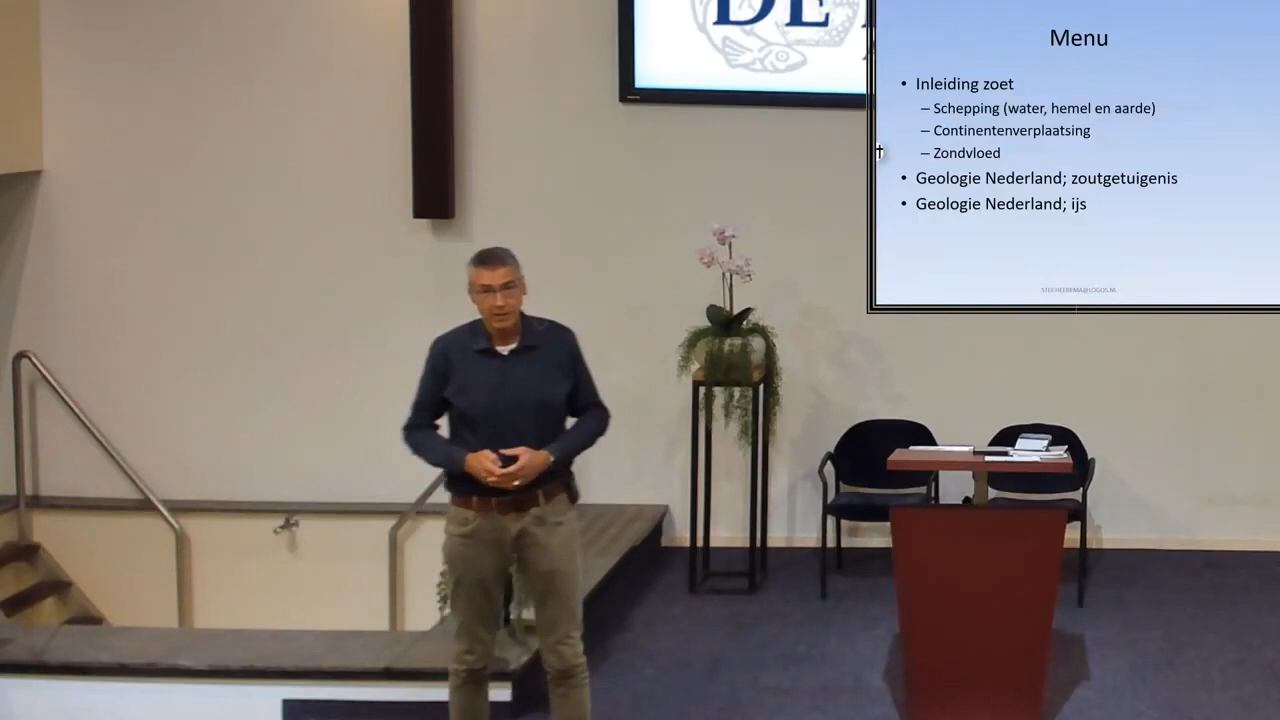 DE
Menu
• Inleiding zoet
– Schepping (water, hemel en aarde)
– Continentenverplaatsing
– Zondvloed
• Geologie Nederland; zoutgetuigenis
• Geologie Nederland; ijs